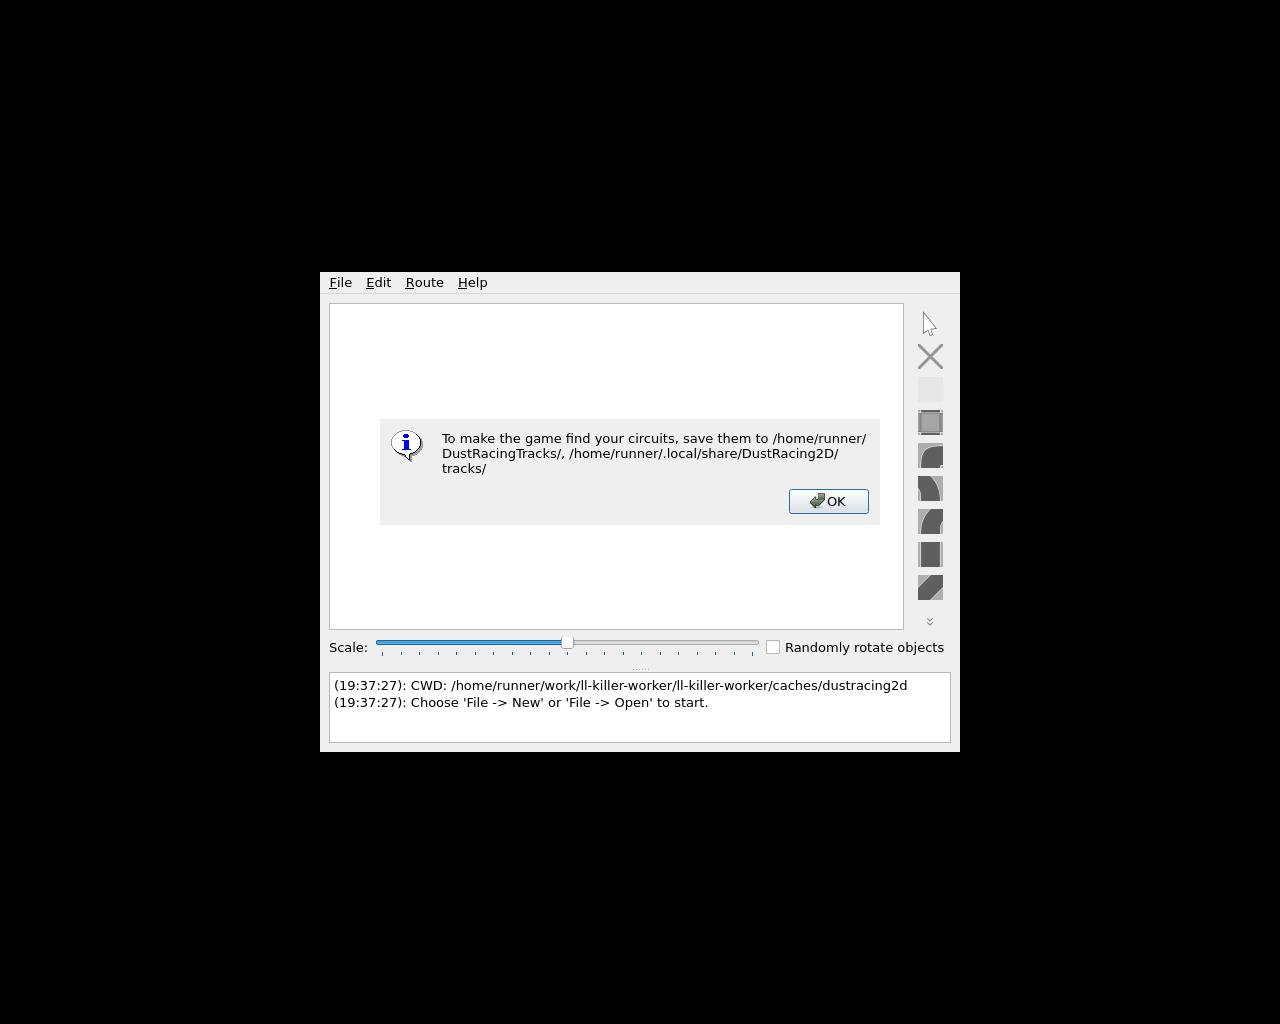 File Edit Route Help
To make the game find your circuits, save them to /home/runner/
DustRacingTracks/, /home/runner/.local/share/DustRacing2D/
tracks/
OK
Scale:
Randomly rotate objects
(19:37:27): CWD: /home/runner/work/ll-killer-worker/ll-killer-worker/caches/dustracing2d
(19:37:27): Choose 'File -> New' or 'File -> Open' to start.